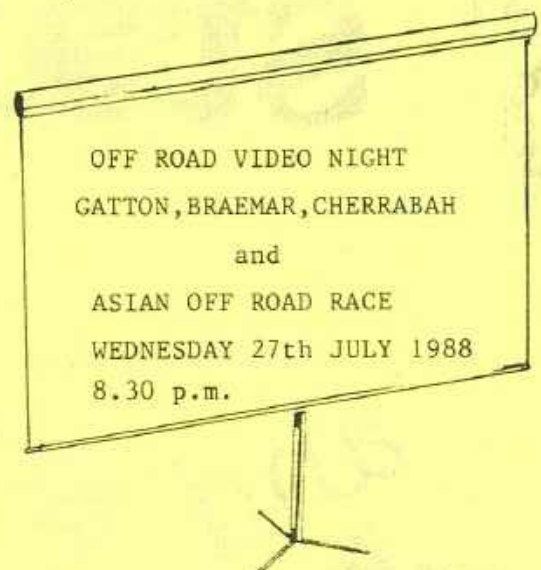 OFF ROAD VIDEO NIGHT
GATTON,BRAEMAR,CHERRABAH
and
ASIAN OFF ROAD RACE
WEDNESDAY 27th JULY 1988
8.30 p.m.